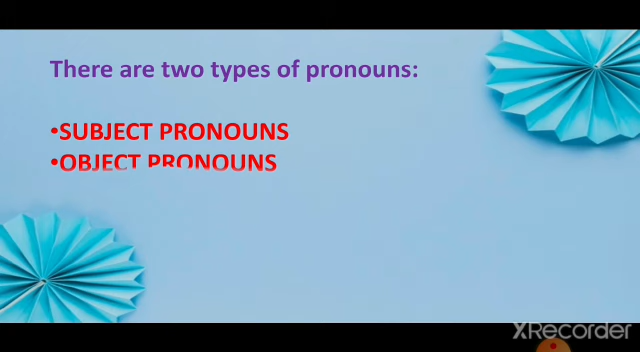 There are two types of pronouns:
•SUBJECT PRONOUNS
•OBJECT PRONOUNS
XRecorder